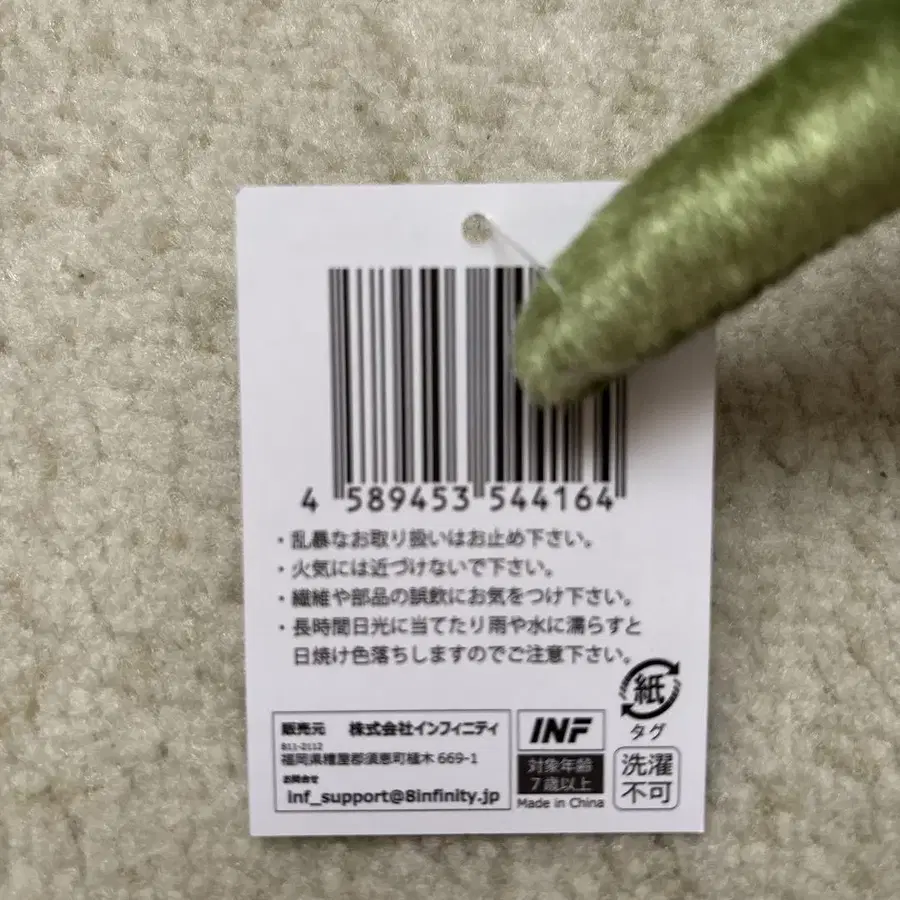 4 589453 544164
・乱暴なお取り扱いはお止め下さい。
・火気には近づけないで下さい。
・繊維や部品の誤飲にお気をつけ下さい。
・長時間日光に当てたり雨や水に濡らすと
日焼け色落ちしますのでご注意下さい。
紙
タグ
販売元 株式会社インフィニティ
811-2112
福岡県糟屋郡須恵町植木 669-1
お問合せ
inf_support@8infinity.jp
INF
対象年齢
7歳以上
Made in China
洗濯
不可